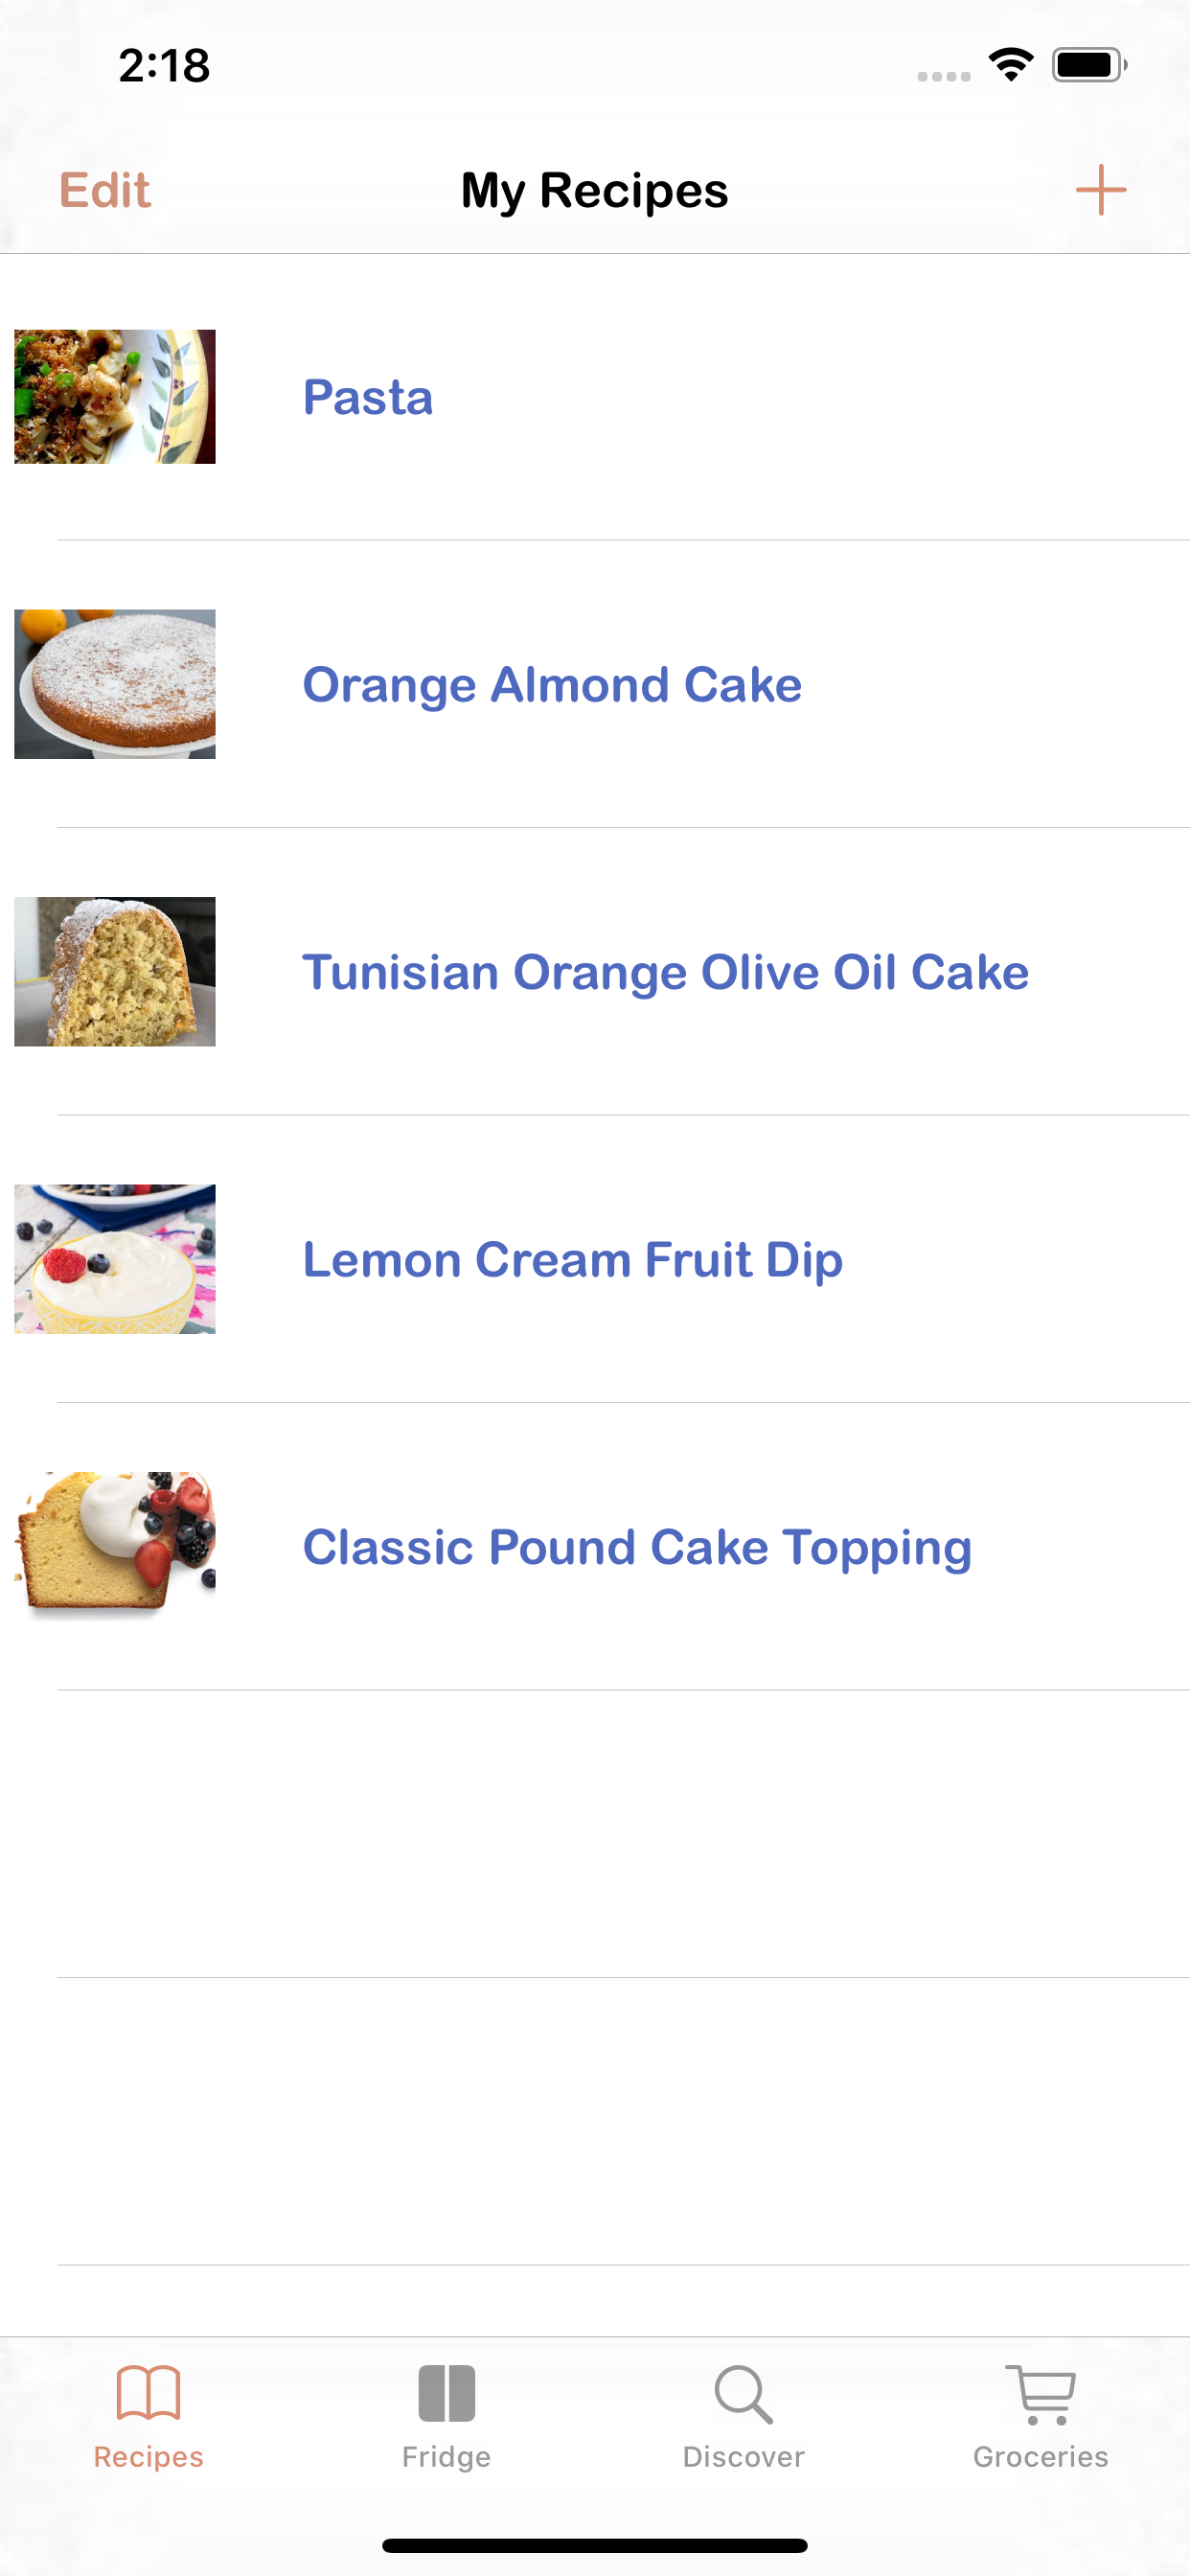 2:18
Edit
My Recipes
Pasta
Orange Almond Cake
Tunisian Orange Olive Oil Cake
Lemon Cream Fruit Dip
Classic Pound Cake Topping
Recipes
Fridge
Discover
Groceries